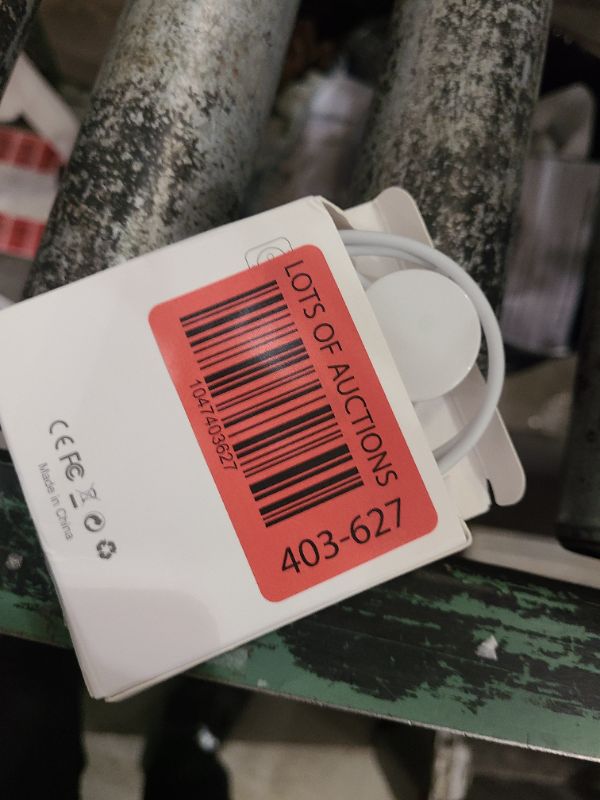 LOTS OF AUCTIONS
1047403627
403-627
CE FC
Made in China